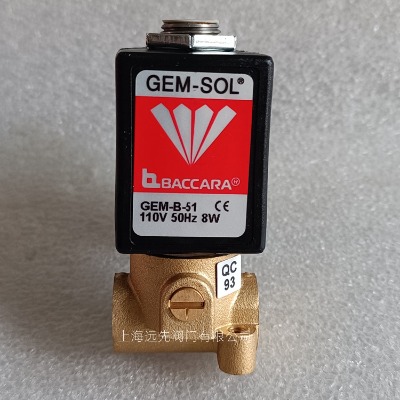 GEM-SOL®
BACCARA®
GEM-B-51 CE
110V 50Hz 8W
QC
93
上海远先阀门有限公司